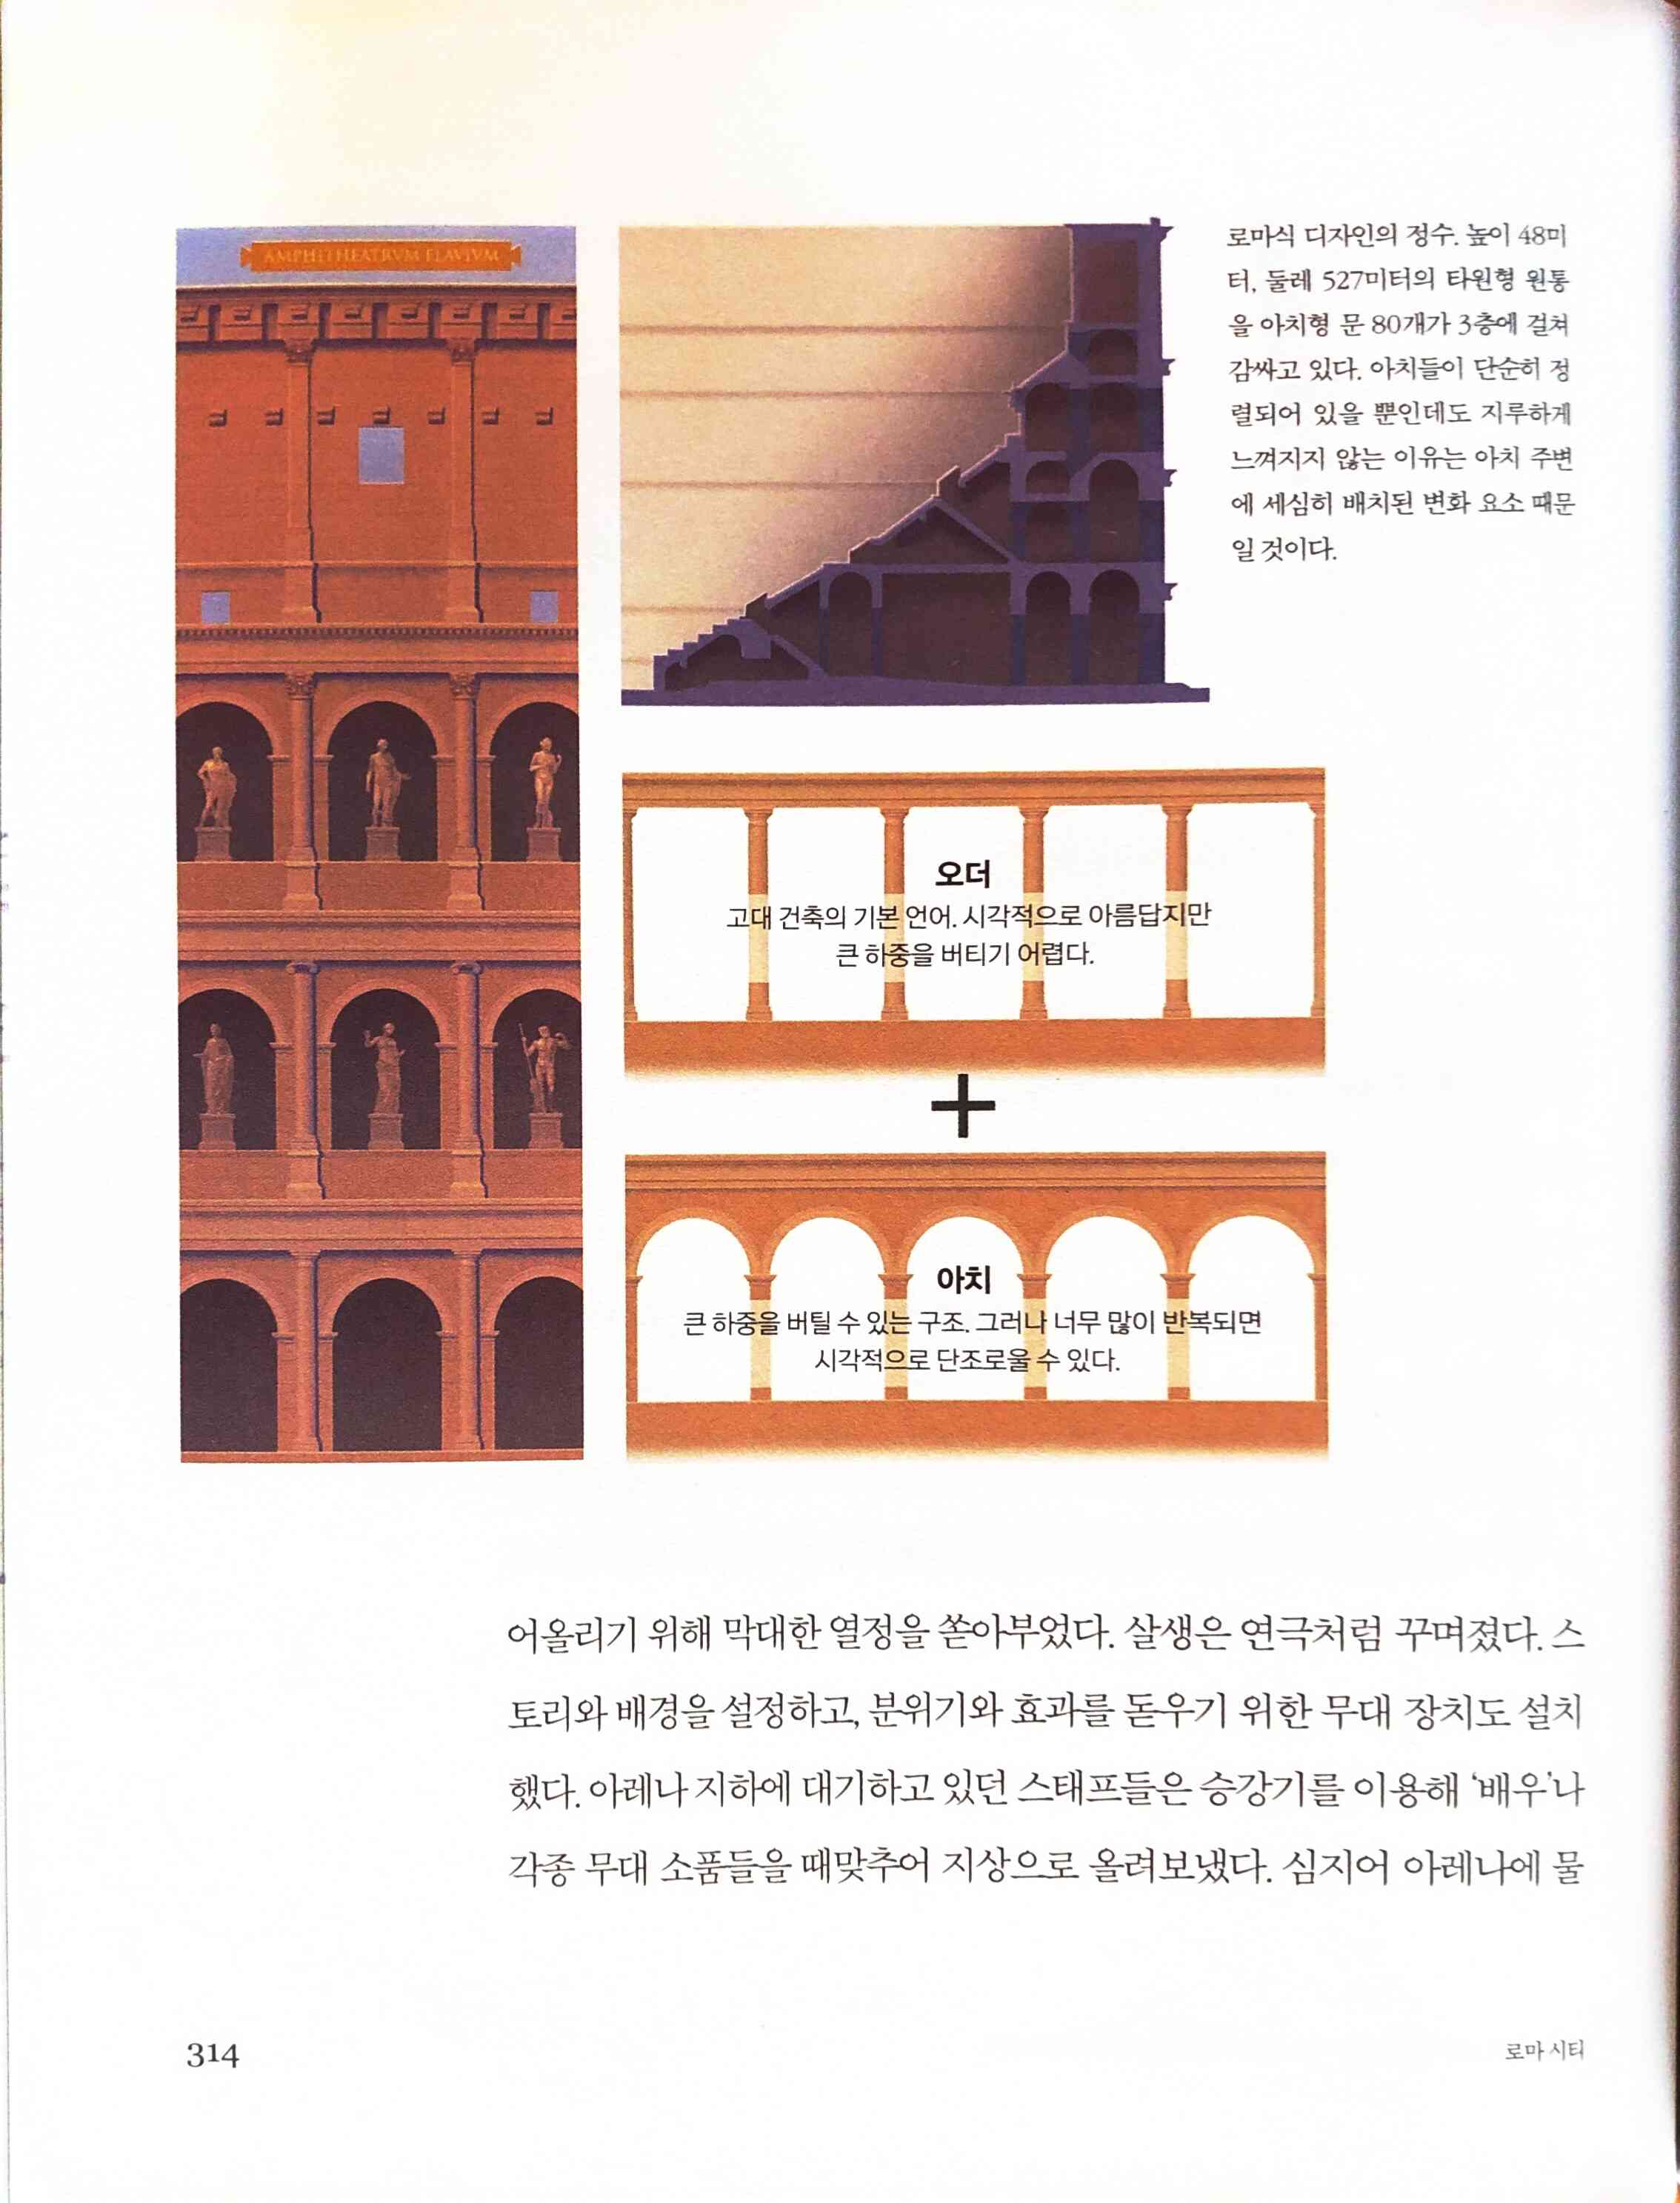 AMPHITHEATRVM FLAVIVM
로마식 디자인의 정수. 높이 48미
터, 둘레 527미터의 타원형 원통
을 아치형 문 80개가 3층에 걸쳐
감싸고 있다. 아치들이 단순히 정
렬되어 있을 뿐인데도 지루하게
느껴지지 않는 이유는 아치 주변
에 세심히 배치된 변화 요소 때문
일 것이다.
오더
고대 건축의 기본 언어. 시각적으로 아름답지만
큰 하중을 버티기 어렵다.
+
아치
큰 하중을 버틸 수 있는 구조. 그러나 너무 많이 반복되면
시각적으로 단조로울 수 있다.
어올리기 위해 막대한 열정을 쏟아부었다. 살생은 연극처럼 꾸며졌다. 스
토리와 배경을 설정하고, 분위기와 효과를 돋우기 위한 무대 장치도 설치
했다. 아레나 지하에 대기하고 있던 스태프들은 승강기를 이용해 ‘배우’나
각종 무대 소품들을 때맞추어 지상으로 올려보냈다. 심지어 아레나에 물
314
로마 시티